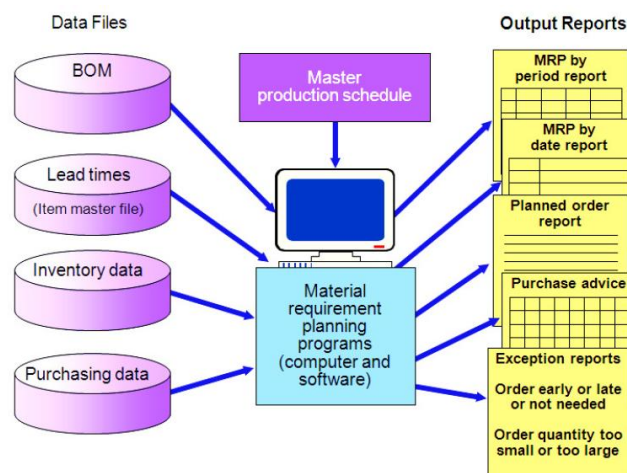 Data Files
Output Reports
BOM
Lead times
(Item master file)
Inventory data
Purchasing data
Master
production schedule
Material
requirement
planning
programs
(computer and
software)
MRP by
period report
MRP by
date report
Planned order
report
Purchase advice
Exception reports
Order early or late
or not needed
Order quantity too
small or too large